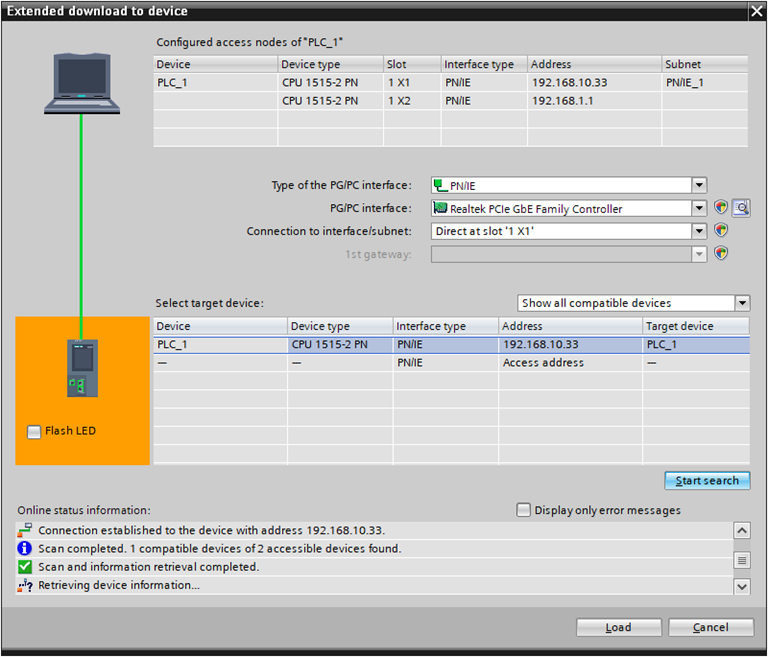 Extended download to device
Configured access nodes of "PLC_1"
Device Device type Slot Interface type Address Subnet
PLC_1 CPU 1515-2 PN 1 X1 PN/IE 192.168.10.33 PN/IE_1
CPU 1515-2 PN 1 X2 PN/IE 192.168.1.1
Type of the PG/PC interface: PN/IE
PG/PC interface: Realtek PCIe GbE Family Controller
Connection to interface/subnet: Direct at slot '1 X1'
1st gateway:
Select target device: Show all compatible devices
Device Device type Interface type Address Target device
PLC_1 CPU 1515-2 PN PN/IE 192.168.10.33 PLC_1
— — PN/IE Access address —
Flash LED
Start search
Online status information: Display only error messages
Connection established to the device with address 192.168.10.33.
Scan completed. 1 compatible devices of 2 accessible devices found.
Scan and information retrieval completed.
Retrieving device information...
Load Cancel